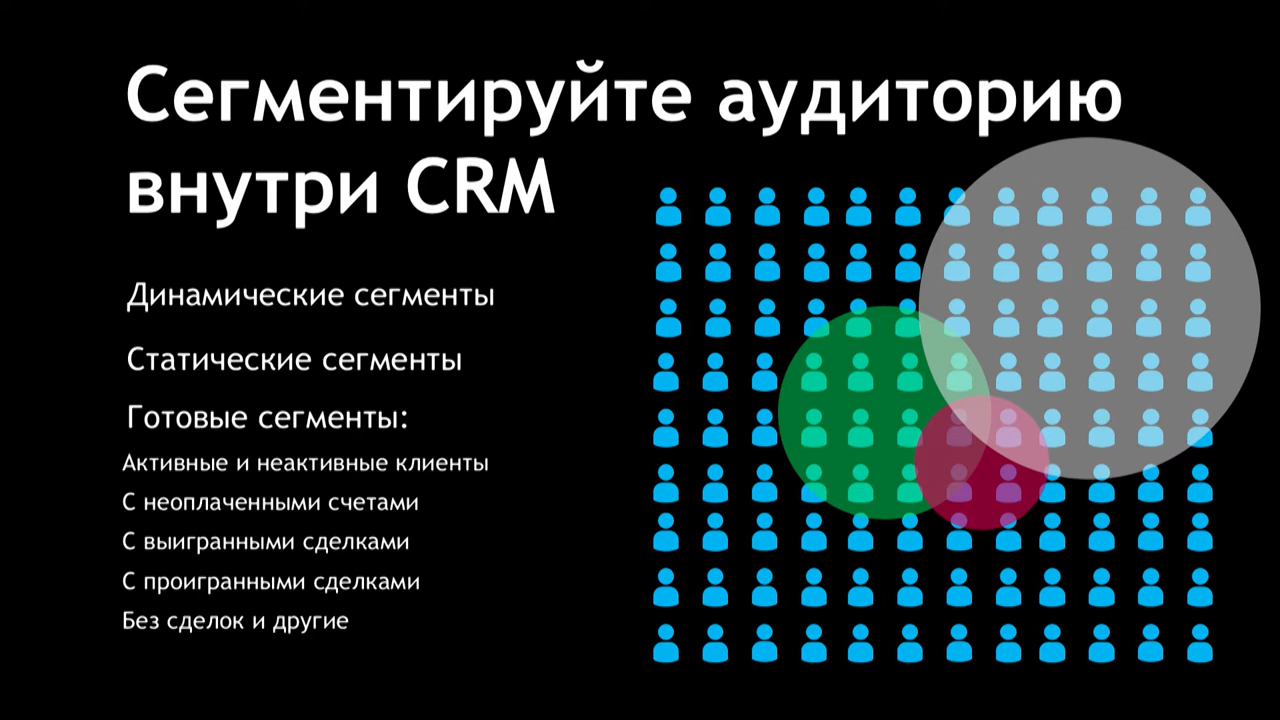 Сегментируйте аудиторию
внутри CRM
Динамические сегменты
Статические сегменты
Готовые сегменты:
Активные и неактивные клиенты
С неоплаченными счетами
С выигранными сделками
С проигранными сделками
Без сделок и другие